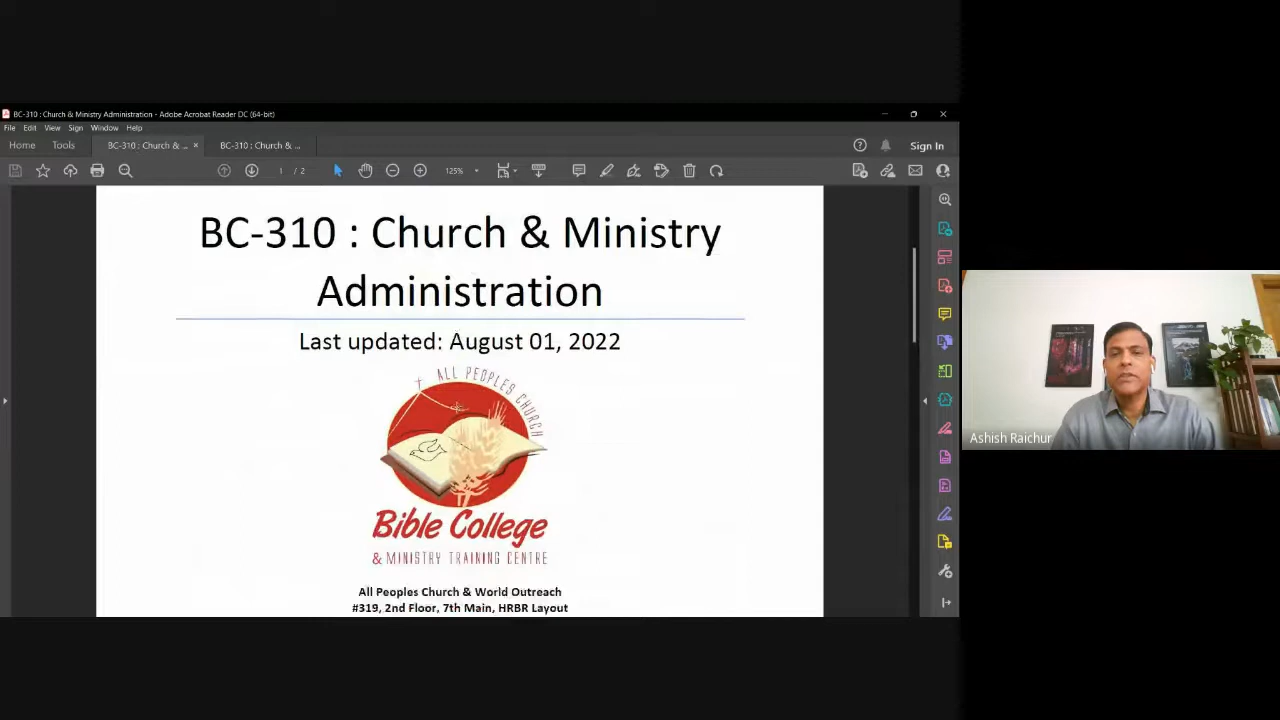 BC-310 : Church & Ministry Administration - Adobe Acrobat Reader DC (64-bit)
File Edit View Sign Window Help
Home Tools BC-310 : Church & ... × BC-310 : Church & ... Sign In
1 / 2 125%
BC-310 : Church & Ministry
Administration
Last updated: August 01, 2022
ALL PEOPLES CHURCH
Bible College
& MINISTRY TRAINING CENTRE
All Peoples Church & World Outreach
#319, 2nd Floor, 7th Main, HRBR Layout
Ashish Raichur